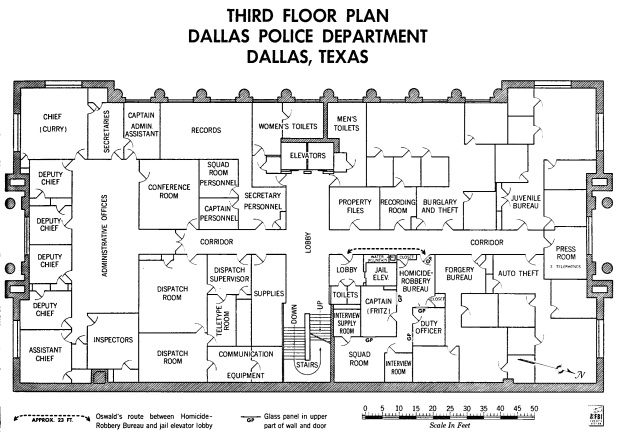 THIRD FLOOR PLAN
DALLAS POLICE DEPARTMENT
DALLAS, TEXAS
CHIEF
(CURRY)
SECRETARIES
CAPTAIN
ADMIN.
ASSISTANT
RECORDS
WOMEN'S TOILETS
MEN'S
TOILETS
ELEVATORS
DEPUTY
CHIEF
DEPUTY
CHIEF
DEPUTY
CHIEF
DEPUTY
CHIEF
ASSISTANT
CHIEF
ADMINISTRATIVE OFFICES
INSPECTORS
CONFERENCE
ROOM
SQUAD
ROOM
PERSONNEL
CAPTAIN
PERSONNEL
SECRETARY
PERSONNEL
CORRIDOR
LOBBY
PROPERTY
FILES
RECORDING
ROOM
BURGLARY
AND THEFT
JUVENILE
BUREAU
CORRIDOR
PRESS
ROOM
TELEPHONES
DISPATCH
ROOM
DISPATCH
SUPERVISOR
TELETYPE
ROOM
SUPPLIES
DISPATCH
ROOM
COMMUNICATION
EQUIPMENT
DOWN
UP
STAIRS
LOBBY
WATER
CLOSET
JAIL
ELEV.
HOMICIDE-
ROBBERY
BUREAU
FORGERY
BUREAU
AUTO THEFT
TOILETS
CAPTAIN
(FRITZ)
GP
CLOSET
GP
INTERVIEW
SUPPLY
ROOM
DUTY
OFFICER
GP
GP
SQUAD
ROOM
INTERVIEW
ROOM
N
APPROX. 23 FT.
Oswald's route between Homicide-
Robbery Bureau and jail elevator lobby
GP
Glass panel in upper
part of wall and door
0 5 10 15 20 25 30 35 40 45 50
Scale In Feet
FBI